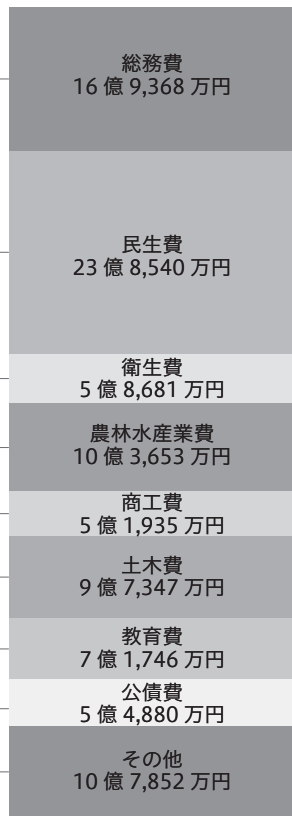 総務費
16 億 9,368 万円
民生費
23 億 8,540 万円
衛生費
5 億 8,681 万円
農林水産業費
10 億 3,653 万円
商工費
5 億 1,935 万円
土木費
9 億 7,347 万円
教育費
7 億 1,746 万円
公債費
5 億 4,880 万円
その他
10 億 7,852 万円